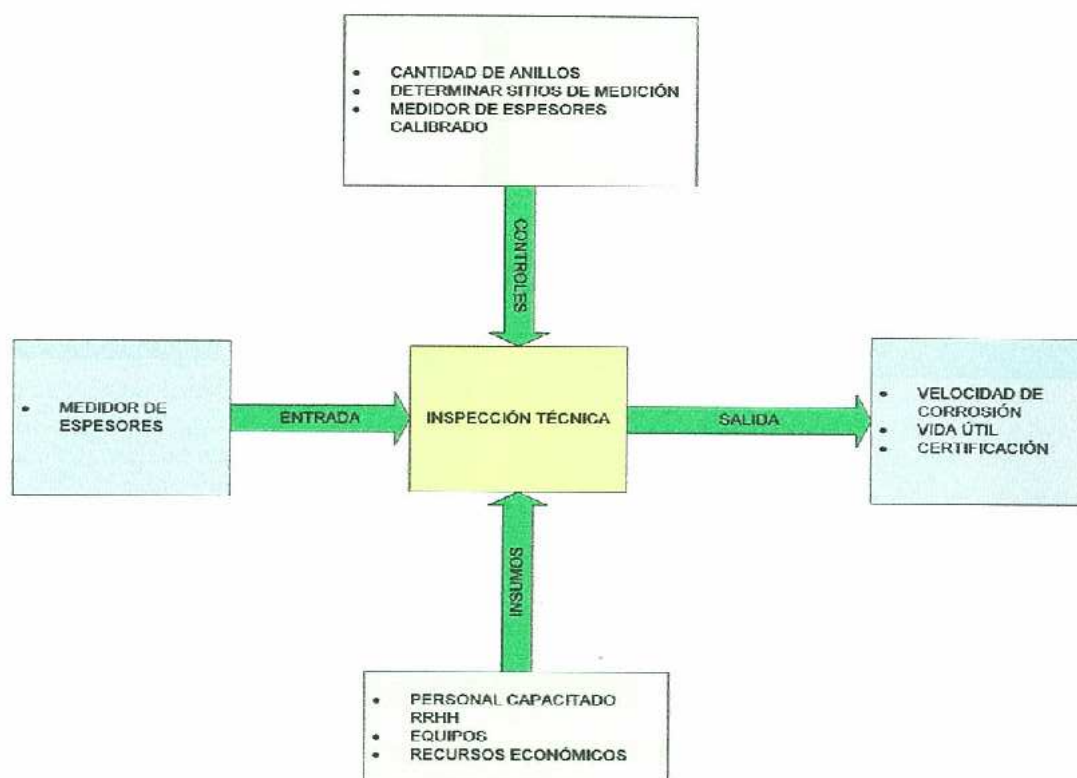 • CANTIDAD DE ANILLOS
• DETERMINAR SITIOS DE MEDICIÓN
• MEDIDOR DE ESPESORES
CALIBRADO
CONTROLES
• MEDIDOR DE
ESPESORES
ENTRADA
INSPECCIÓN TÉCNICA
SALIDA
• VELOCIDAD DE
CORROSIÓN
• VIDA ÚTIL
• CERTIFICACIÓN
INSUMOS
• PERSONAL CAPACITADO
RRHH
• EQUIPOS
• RECURSOS ECONÓMICOS